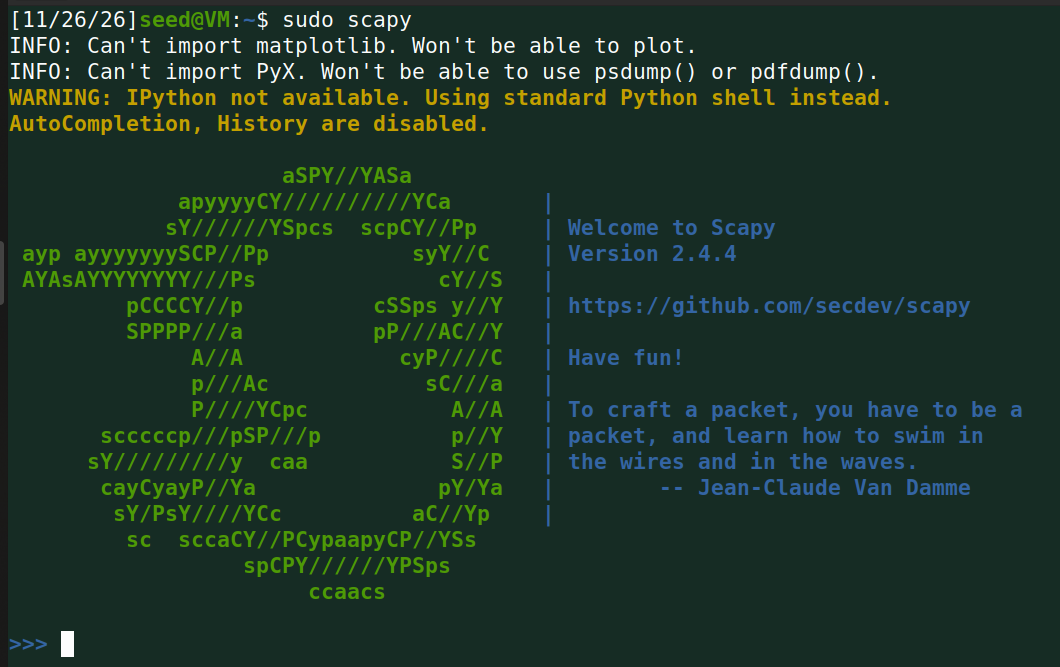 [11/26/26]seed@VM:~$ sudo scapy
INFO: Can't import matplotlib. Won't be able to plot.
INFO: Can't import PyX. Won't be able to use psdump() or pdfdump().
WARNING: IPython not available. Using standard Python shell instead.
AutoCompletion, History are disabled.

                     aSPY//YASa
             apyyyyCY//////////YCa       |
            sY//////YSpcs  scpCY//Pp     | Welcome to Scapy
 ayp ayyyyyyySCP//Pp           syY//C    | Version 2.4.4
 AYAsAYYYYYYYY///Ps              cY//S   |
         pCCCCY//p          cSSps y//Y   | https://github.com/secdev/scapy
         SPPPP///a          pP///AC//Y   |
              A//A            cyP////C   | Have fun!
              p///Ac            sC///a   |
              P////YCpc           A//A   | To craft a packet, you have to be a
       scccccp///pSP///p          p//Y   | packet, and learn how to swim in
      sY/////////y  caa           S//P   | the wires and in the waves.
       cayCyayP//Ya              pY/Ya   |        -- Jean-Claude Van Damme
        sY/PsY////YCc          aC//Yp    |
         sc  sccaCY//PCypaapyCP//YSs
                  spCPY//////YPSps
                       ccaacs

>>>